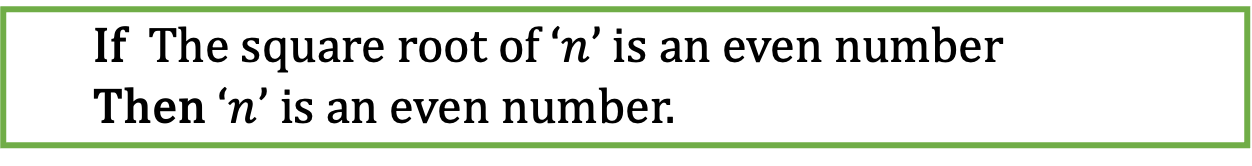 If The square root of ‘n’ is an even number
Then ‘n’ is an even number.